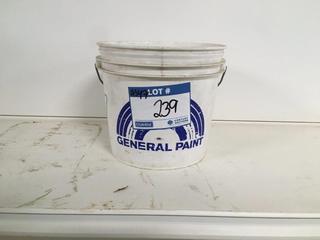 LOT #
239
GENERAL PAINT